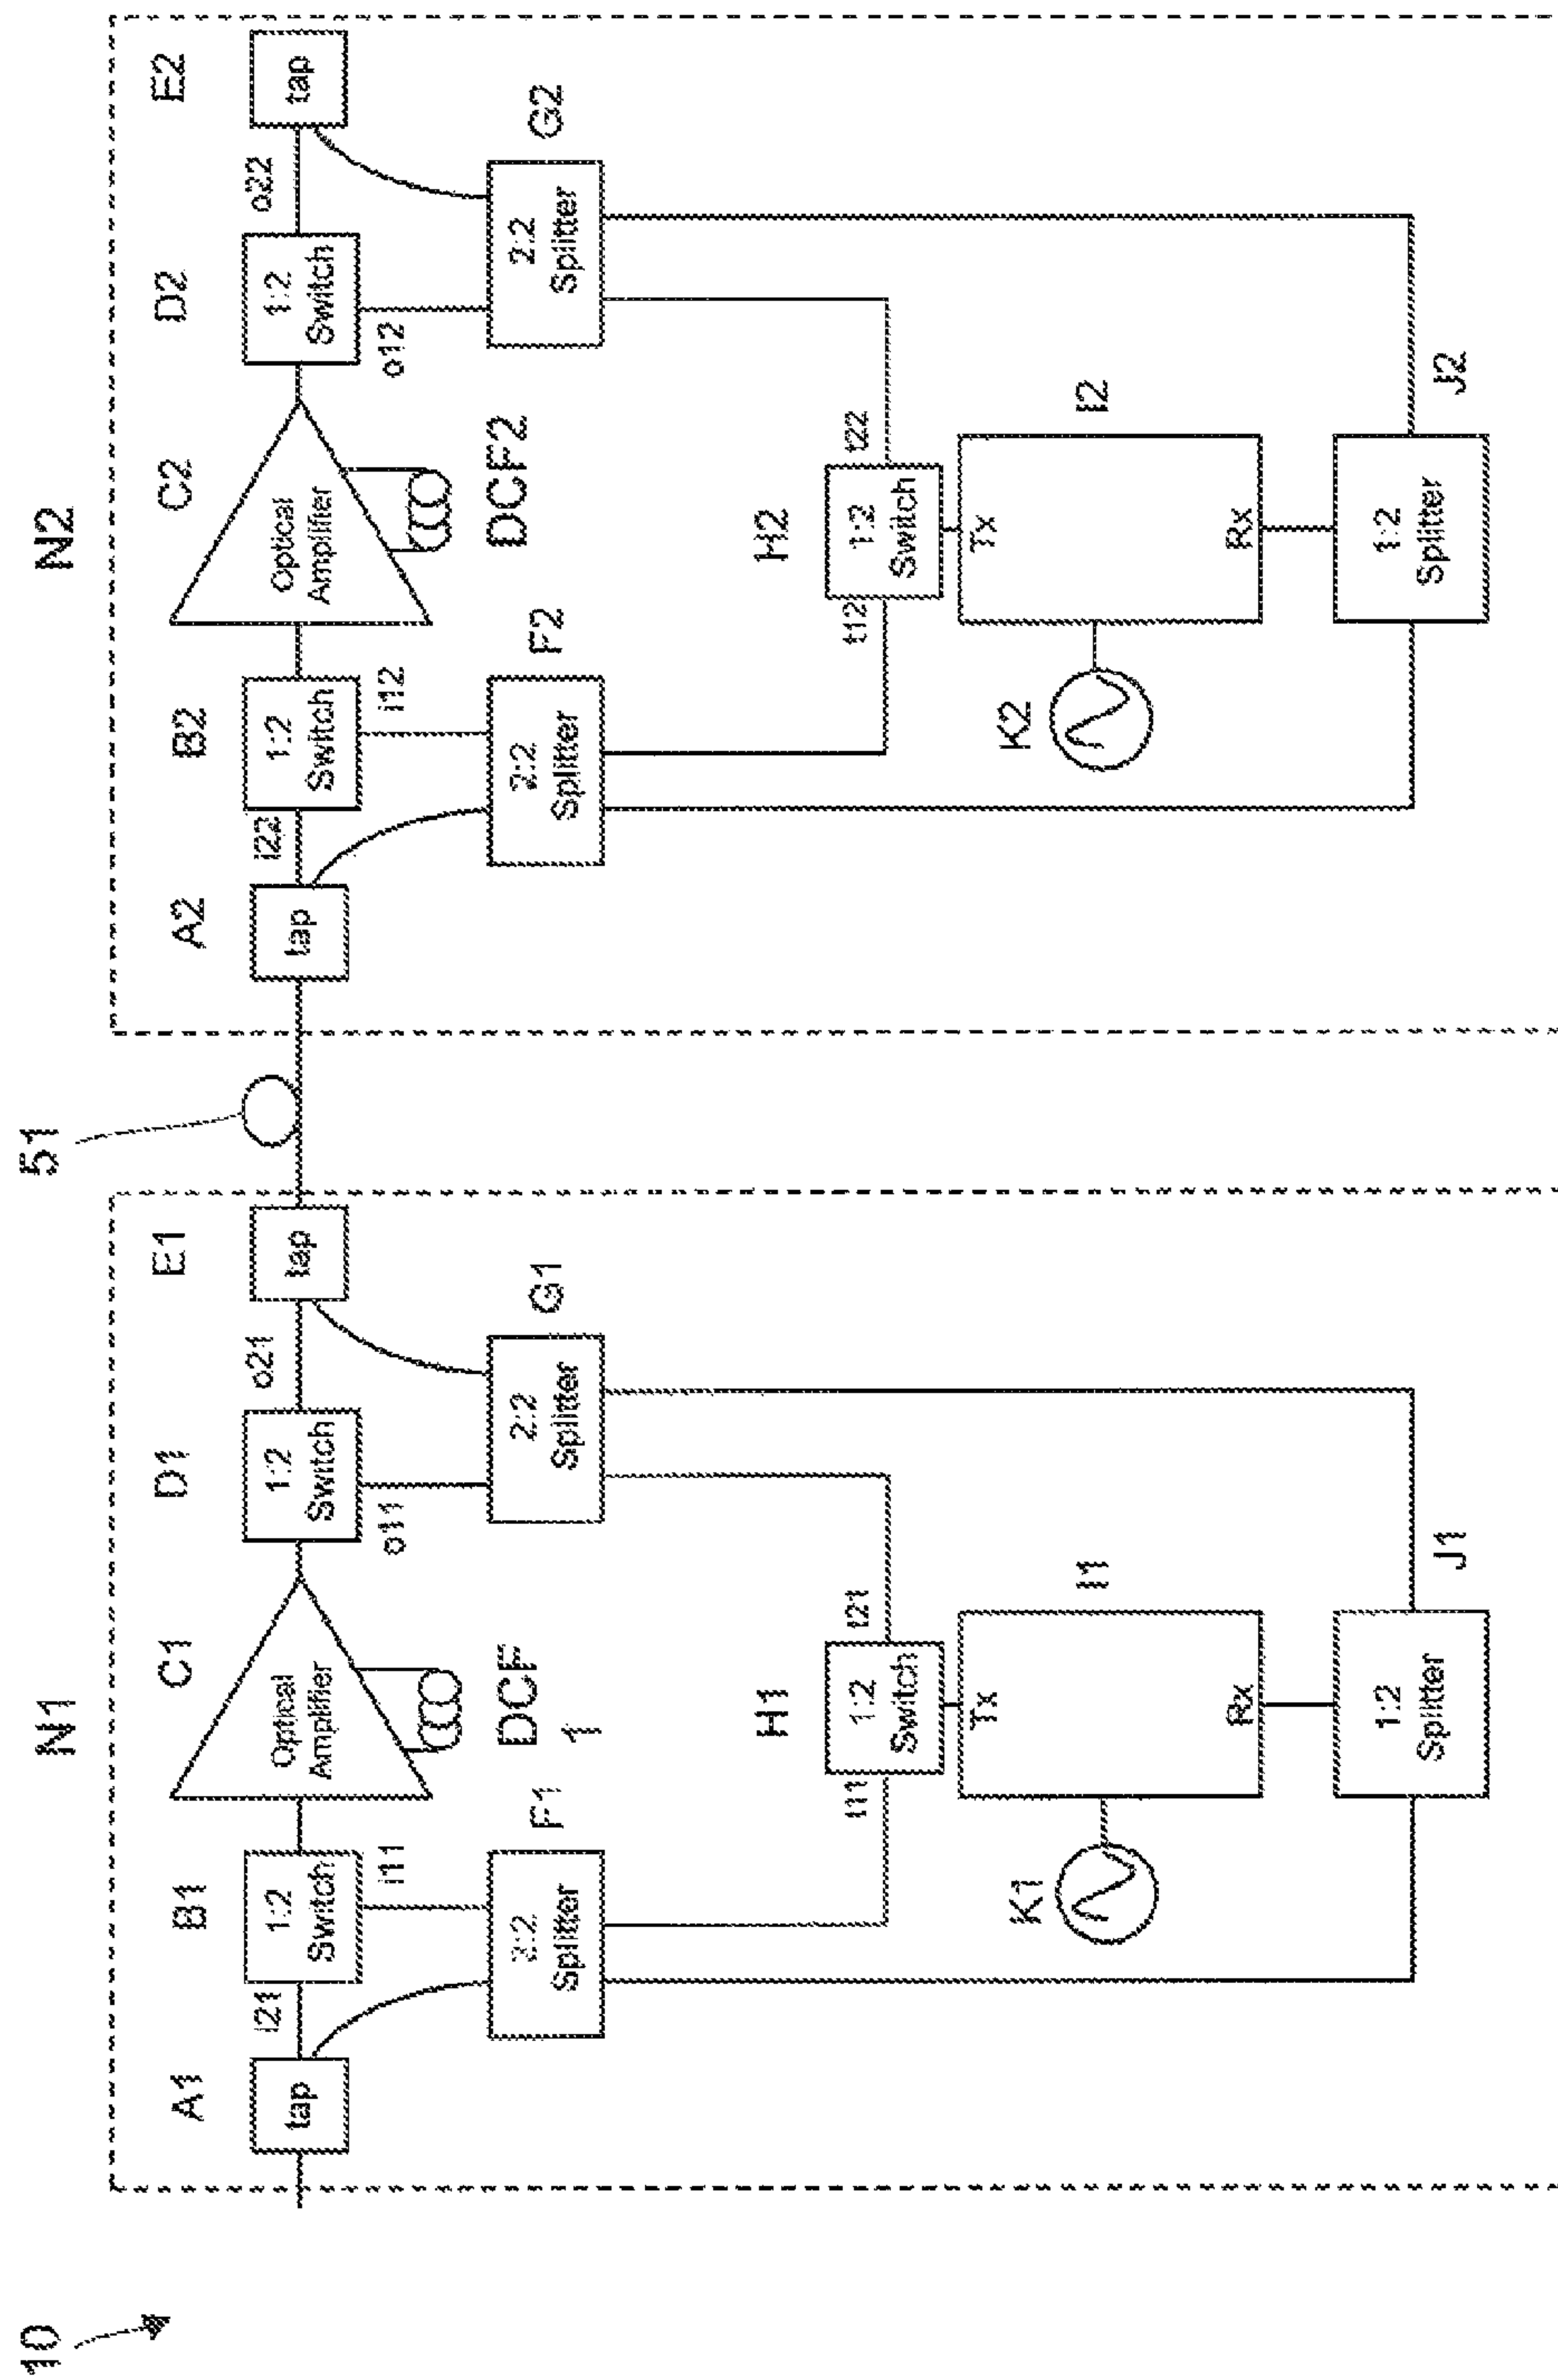 10
N1
N2
51
A1
B1
C1
D1
E1
A2
B2
C2
D2
E2
tap
i21
1:2
Switch
Optical
Amplifier
1:2
Switch
o21
tap
tap
i22
1:2
Switch
Optical
Amplifier
1:2
Switch
o22
tap
i11
DCF
1
o11
i12
DCF2
o12
F1
2:2
Splitter
G1
2:2
Splitter
F2
2:2
Splitter
G2
2:2
Splitter
H1
t11
1:2
Switch
t21
H2
t12
1:2
Switch
t22
K1
I1
Tx
Rx
K2
I2
Tx
Rx
1:2
Splitter
J1
1:2
Splitter
J2